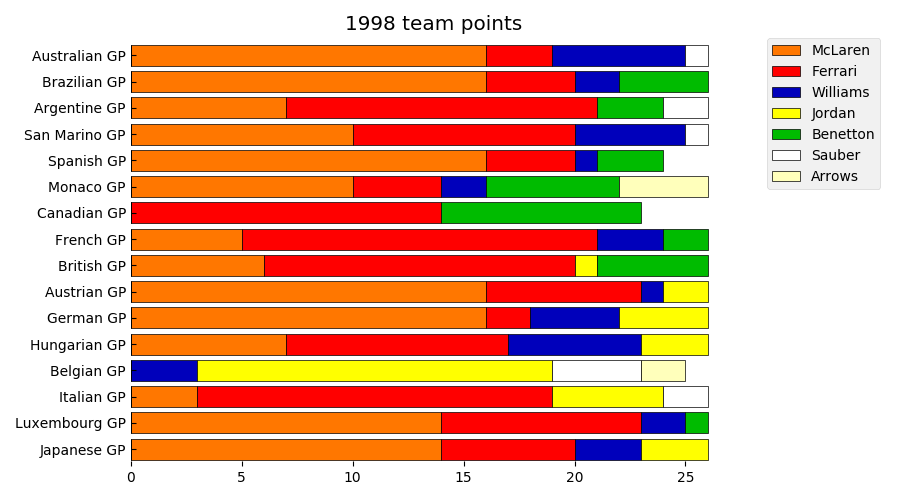 1998 team points
Australian GP
Brazilian GP
Argentine GP
San Marino GP
Spanish GP
Monaco GP
Canadian GP
French GP
British GP
Austrian GP
German GP
Hungarian GP
Belgian GP
Italian GP
Luxembourg GP
Japanese GP
0 5 10 15 20 25
McLaren
Ferrari
Williams
Jordan
Benetton
Sauber
Arrows